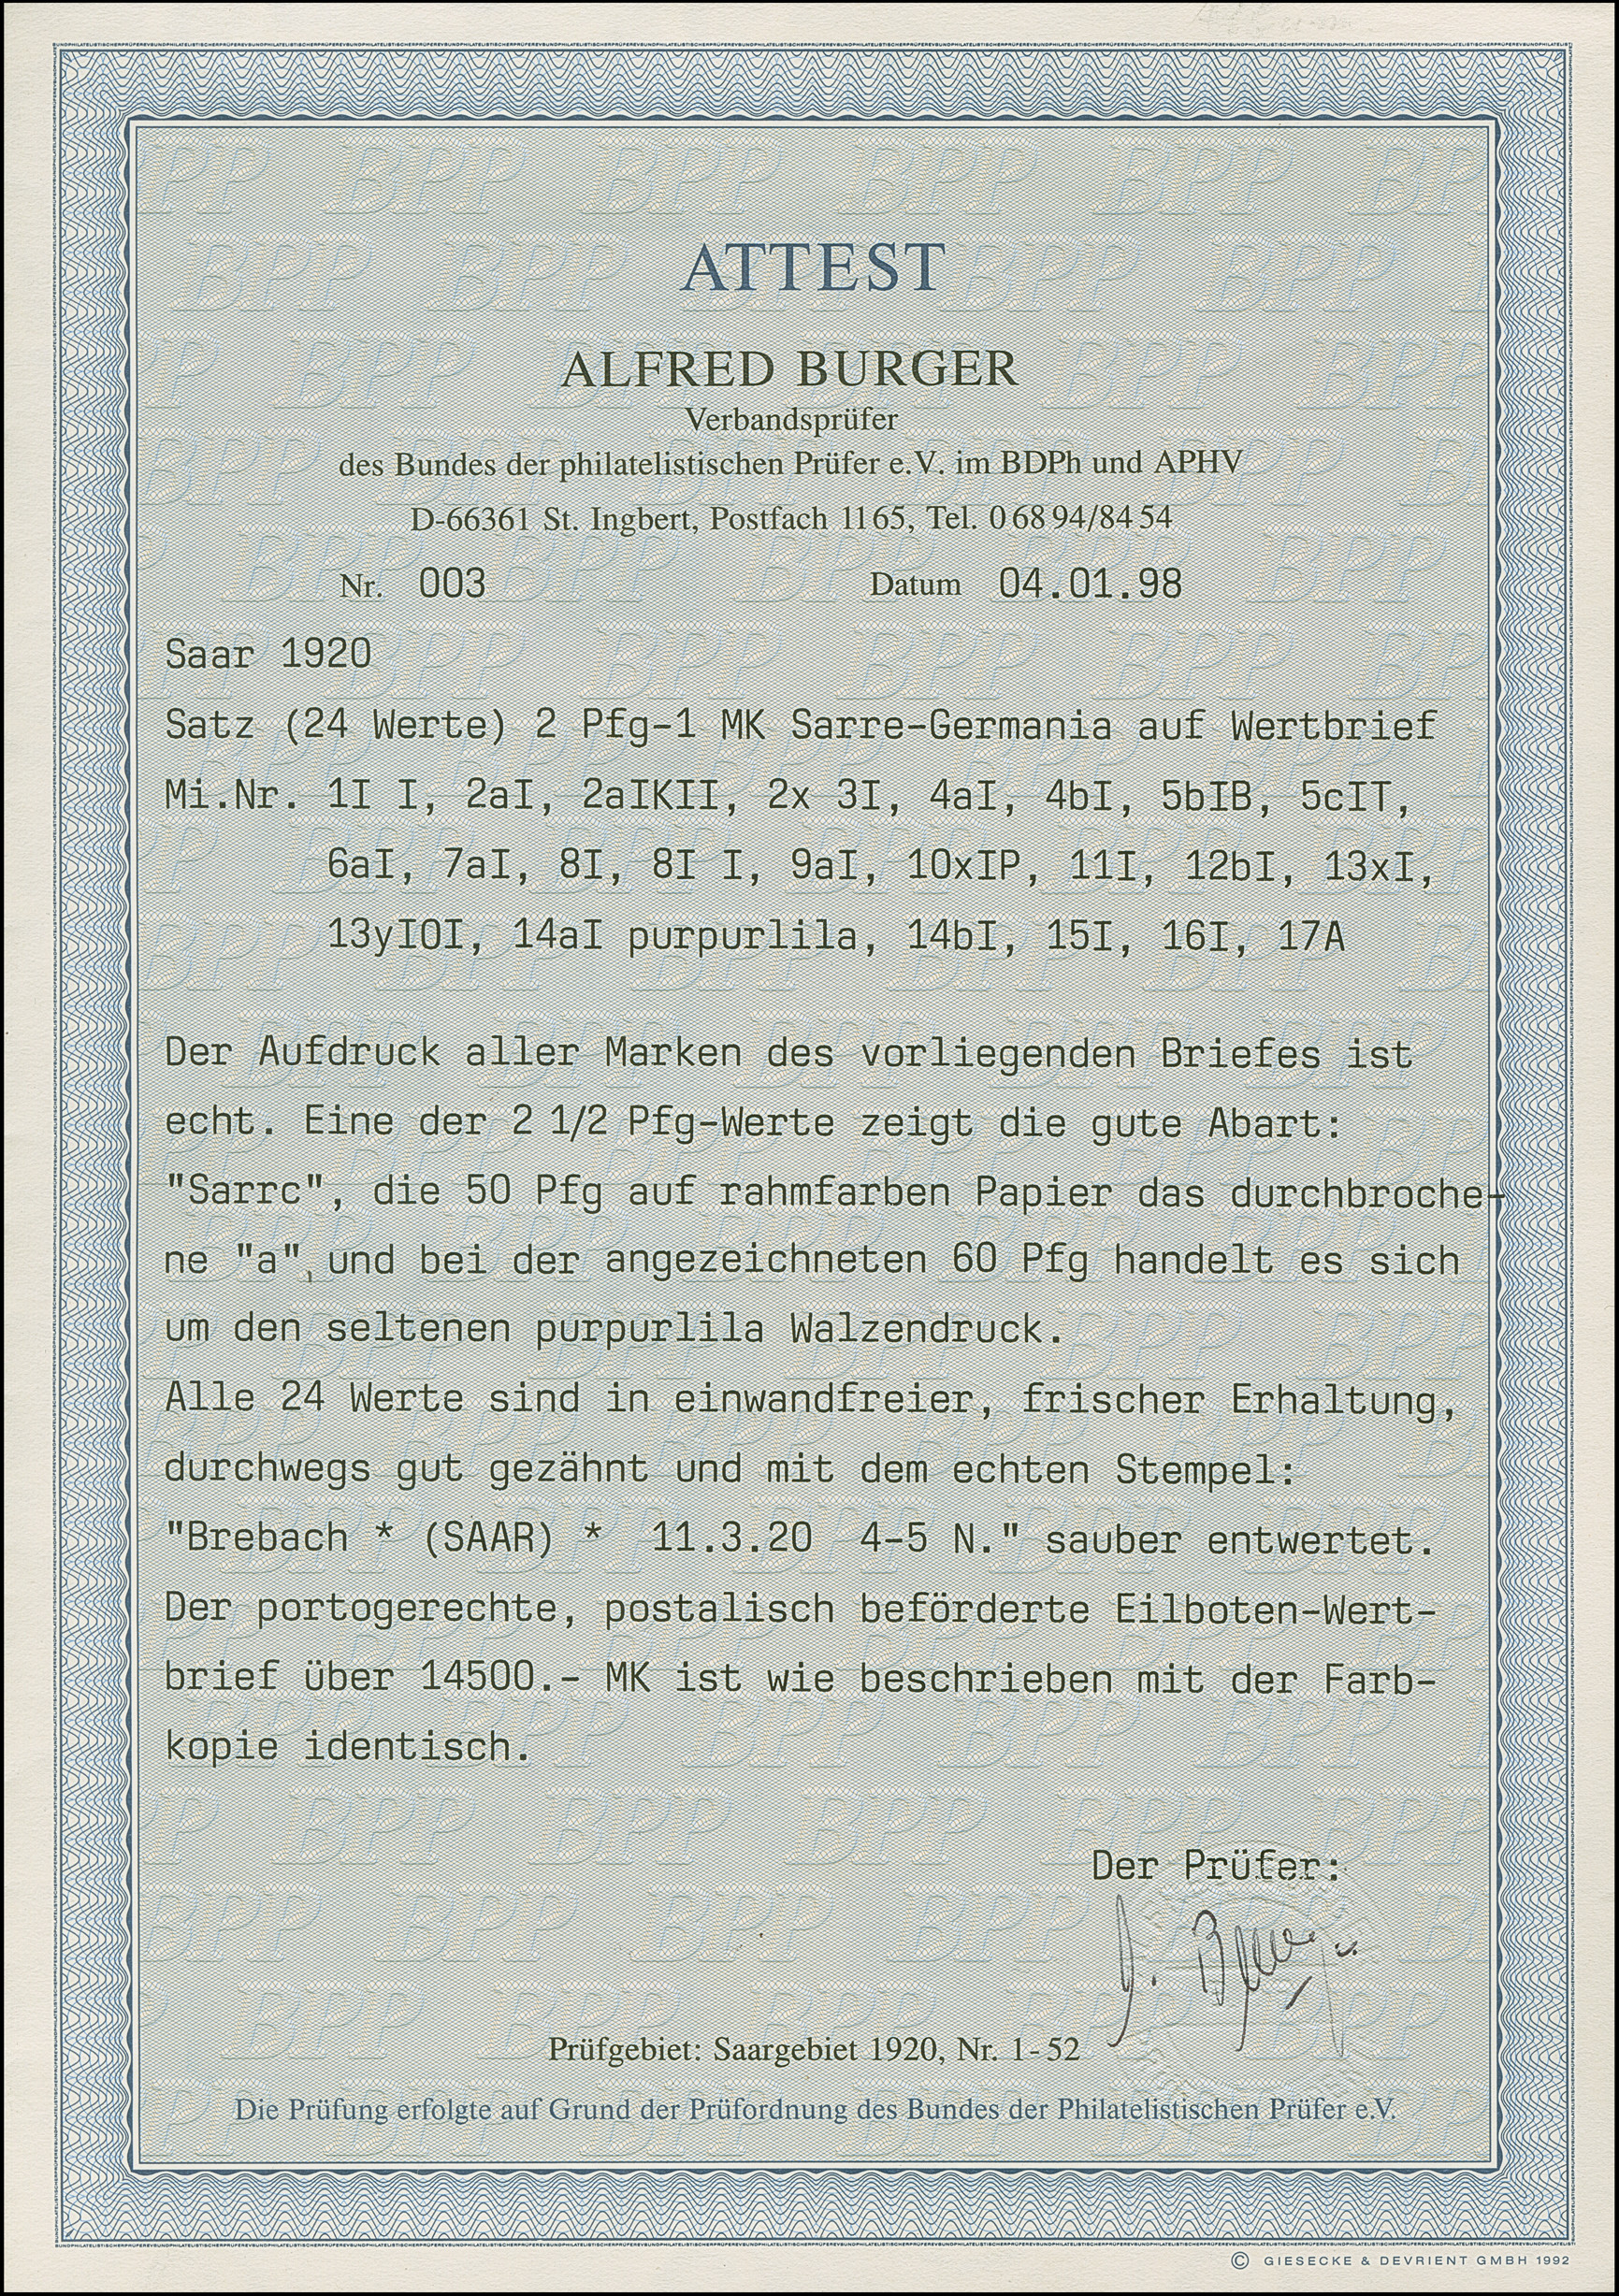 ATTEST
ALFRED BURGER
Verbandsprüfer
des Bundes der philatelistischen Prüfer e.V. im BDPh und APHV
D-66361 St. Ingbert, Postfach 1165, Tel. 06894/8454
Nr. 003 Datum 04.01.98
Saar 1920
Satz (24 Werte) 2 Pfg-1 MK Sarre-Germania auf Wertbrief
Mi.Nr. 1I I, 2aI, 2aIKII, 2x 3I, 4aI, 4bI, 5bIB, 5cIT,
6aI, 7aI, 8I, 8I I, 9aI, 10xIP, 11I, 12bI, 13xI,
13yIOI, 14aI purpurlila, 14bI, 15I, 16I, 17A
Der Aufdruck aller Marken des vorliegenden Briefes ist
echt. Eine der 2 1/2 Pfg-Werte zeigt die gute Abart:
"Sarrc", die 50 Pfg auf rahmfarben Papier das durchbroche-
ne "a", und bei der angezeichneten 60 Pfg handelt es sich
um den seltenen purpurlila Walzendruck.
Alle 24 Werte sind in einwandfreier, frischer Erhaltung,
durchwegs gut gezähnt und mit dem echten Stempel:
"Brebach * (SAAR) * 11.3.20 4-5 N." sauber entwertet.
Der portogerechte, postalisch beförderte Eilboten-Wert-
brief über 14500.- MK ist wie beschrieben mit der Farb-
kopie identisch.
Der Prüfer:
Prüfgebiet: Saargebiet 1920, Nr. 1-52
Die Prüfung erfolgte auf Grund der Prüfordnung des Bundes der Philatelistischen Prüfer e.V.
© GIESECKE & DEVRIENT GMBH 1992